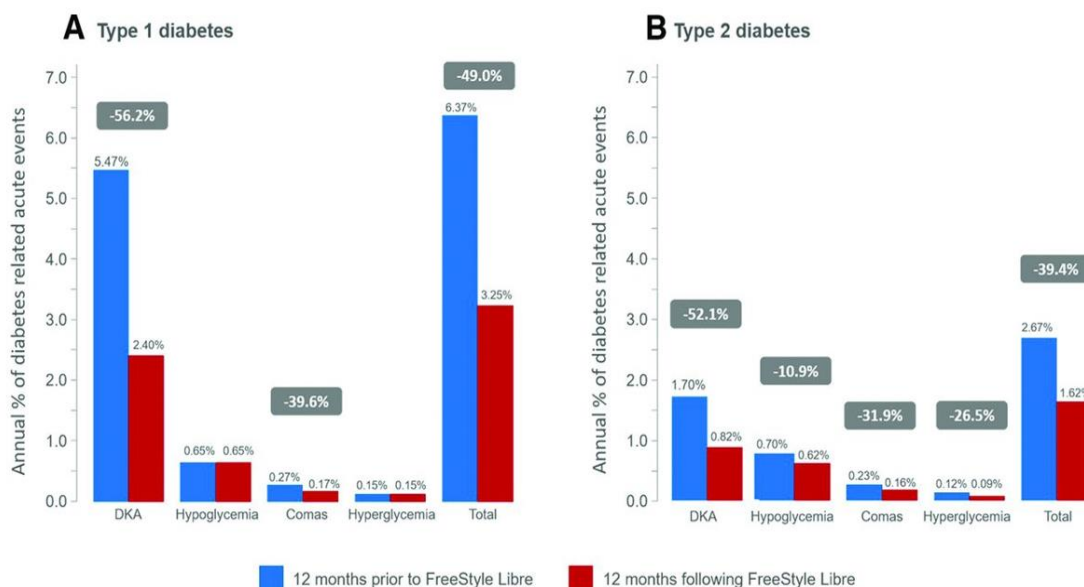 A Type 1 diabetes
Annual % of diabetes related acute events
7.0
6.0
5.0
4.0
3.0
2.0
1.0
0.0
-56.2%
-49.0%
-39.6%
5.47%
2.40%
0.65%
0.65%
0.27%
0.17%
0.15%
0.15%
6.37%
3.25%
DKA
Hypoglycemia
Comas
Hyperglycemia
Total
B Type 2 diabetes
Annual % of diabetes related acute events
7.0
6.0
5.0
4.0
3.0
2.0
1.0
0.0
-52.1%
-10.9%
-31.9%
-26.5%
-39.4%
1.70%
0.82%
0.70%
0.62%
0.23%
0.16%
0.12%
0.09%
2.67%
1.62%
DKA
Hypoglycemia
Comas
Hyperglycemia
Total
12 months prior to FreeStyle Libre
12 months following FreeStyle Libre